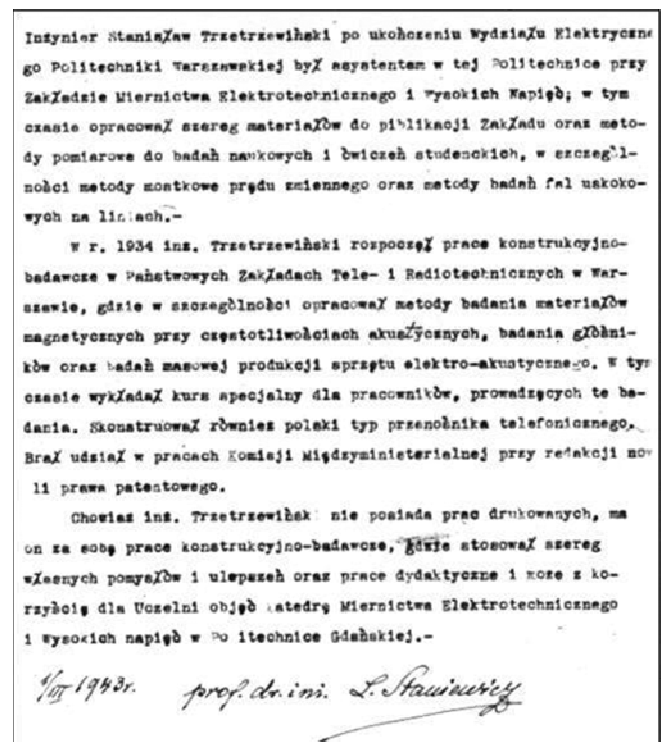 Inżynier Stanisław Trzetrzewiński po ukończeniu Wydziału Elektryczne
go Politechniki Warszawskiej był asystentem w tej Politechnice przy
Zakładzie Miernictwa Elektrotechnicznego i Wysokich Napięć; w tym
czasie opracował szereg materiałów do publikacji Zakładu oraz meto-
dy pomiarowe do badań naukowych i ćwiczeń studenckich, w szczegól-
ności metody mostkowe prądu zmiennego oraz metody badań fal uskoko-
wych na liniach.-
W r. 1934 inż. Trzetrzewiński rozpoczął prace konstrukcyjno-
badawcze w Państwowych Zakładach Tele- i Radiotechnicznych w War-
szawie, gdzie w szczególności opracował metody badania materiałów
magnetycznych przy częstotliwościach akustycznych, badania głośni-
ków oraz badań masowej produkcji sprzętu elektro-akustycznego. W tym
czasie wykładał kurs specjalny dla pracowników, prowadzących te ba-
dania. Skonstruował również polski typ przenośnika telefonicznego.
Brał udział w pracach Komisji Międzyministerialnej przy redakcji now
li prawa patentowego.
Chociaż inż. Trzetrzewińsk nie posiada prac drukowanych, ma
on za sobą prace konstrukcyjno-badawcze, gdzie stosował szereg
własnych pomysłów i ulepszeń oraz prace dydaktyczne i może z ko-
rzyścią dla Uczelni objąć katedrę Miernictwa Elektrotechnicznego
i Wysokich napięć w Po itechnice Gdańskiej.-
1943r. prof. dr. inż. L. Staniewicz